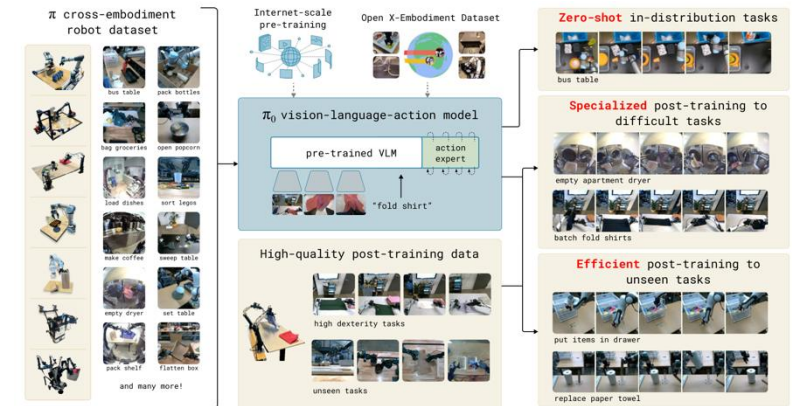 π cross-embodiment
robot dataset
bus table
pack bottles
bag groceries
open popcorn
load dishes
sort legos
make coffee
sweep table
empty dryer
set table
pack shelf
flatten box
and many more!
Internet-scale
pre-training
Open X-Embodiment Dataset
π₀ vision-language-action model
pre-trained VLM
action
expert
"fold shirt"
High-quality post-training data
high dexterity tasks
unseen tasks
Zero-shot in-distribution tasks
bus table
Specialized post-training to
difficult tasks
empty apartment dryer
batch fold shirts
Efficient post-training to
unseen tasks
put items in drawer
replace paper towel